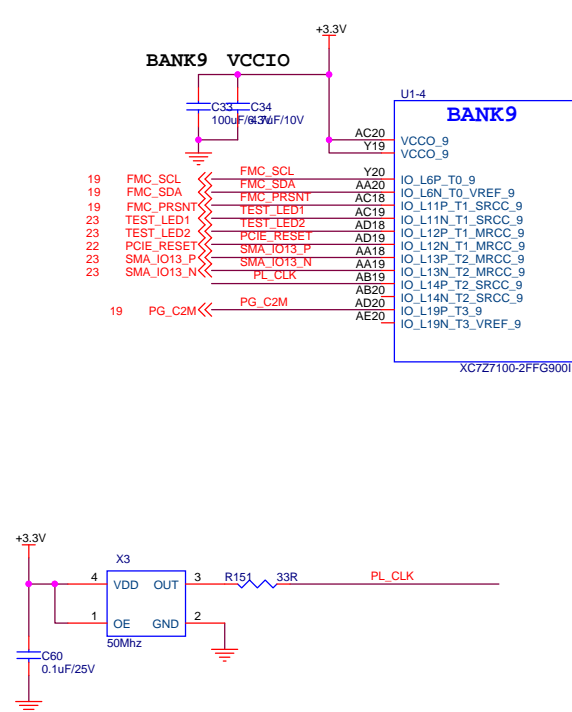 +3.3V
BANK9 VCCIO
U1-4
BANK9
C33
C34
100uF/6.3V
4.7uF/10V
AC20
VCCO_9
Y19
VCCO_9
19 FMC_SCL FMC_SCL Y20 IO_L6P_T0_9
19 FMC_SDA FMC_SDA AA20 IO_L6N_T0_VREF_9
19 FMC_PRSNT FMC_PRSNT AC18 IO_L11P_T1_SRCC_9
23 TEST_LED1 TEST_LED1 AC19 IO_L11N_T1_SRCC_9
23 TEST_LED2 TEST_LED2 AD18 IO_L12P_T1_MRCC_9
22 PCIE_RESET PCIE_RESET AD19 IO_L12N_T1_MRCC_9
23 SMA_IO13_P SMA_IO13_P AA18 IO_L13P_T2_MRCC_9
23 SMA_IO13_N SMA_IO13_N AA19 IO_L13N_T2_MRCC_9
PL_CLK AB19 IO_L14P_T2_SRCC_9
AB20 IO_L14N_T2_SRCC_9
19 PG_C2M PG_C2M AD20 IO_L19P_T3_9
AE20 IO_L19N_T3_VREF_9
XC7Z7100-2FFG900I
+3.3V
X3
4 VDD OUT 3 R151 33R PL_CLK
1 OE GND 2
50Mhz
C60
0.1uF/25V